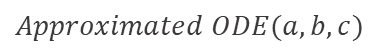 Approximated ODE(a, b, c)